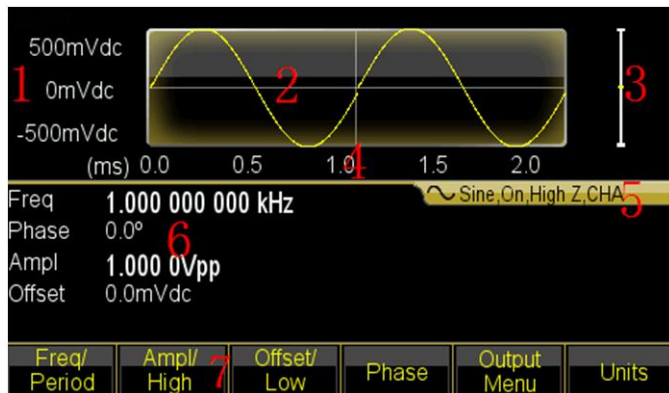 500mVdc
1 0mVdc 2 3
-500mVdc
(ms) 0.0 0.5 1.0 4 1.5 2.0
Sine,On,High Z,CHA 5
Freq 1.000 000 000 kHz
Phase 0.0° 6
Ampl 1.000 0Vpp
Offset 0.0mVdc
Freq/ Period
Ampl/ High 7
Offset/ Low
Phase
Output Menu
Units